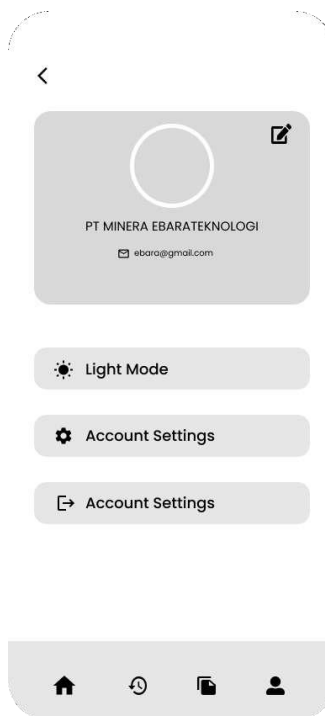 PT MINERA EBARATEKNOLOGI
ebara@gmail.com
Light Mode
Account Settings
Account Settings